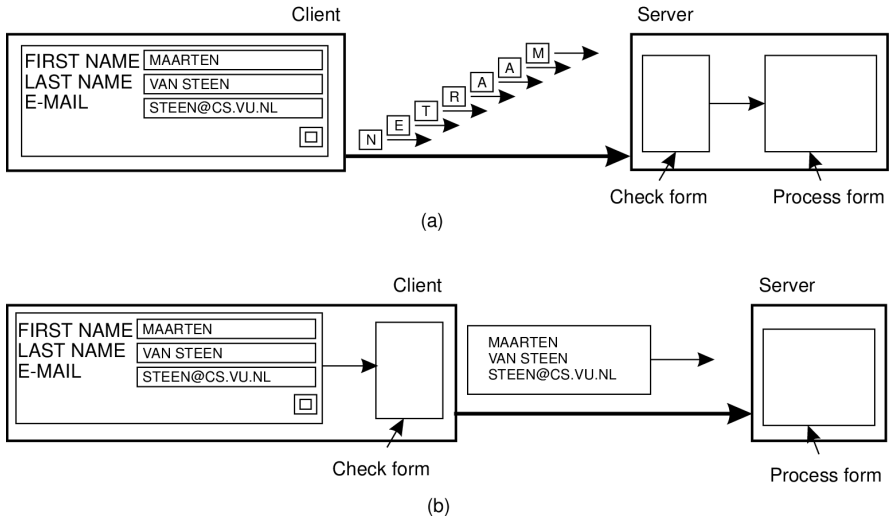 Client
Server
FIRST NAME MAARTEN
LAST NAME VAN STEEN
E-MAIL STEEN@CS.VU.NL
N E T R A A M
Check form
Process form
(a)
Client
Server
FIRST NAME MAARTEN
LAST NAME VAN STEEN
E-MAIL STEEN@CS.VU.NL
MAARTEN
VAN STEEN
STEEN@CS.VU.NL
Check form
Process form
(b)